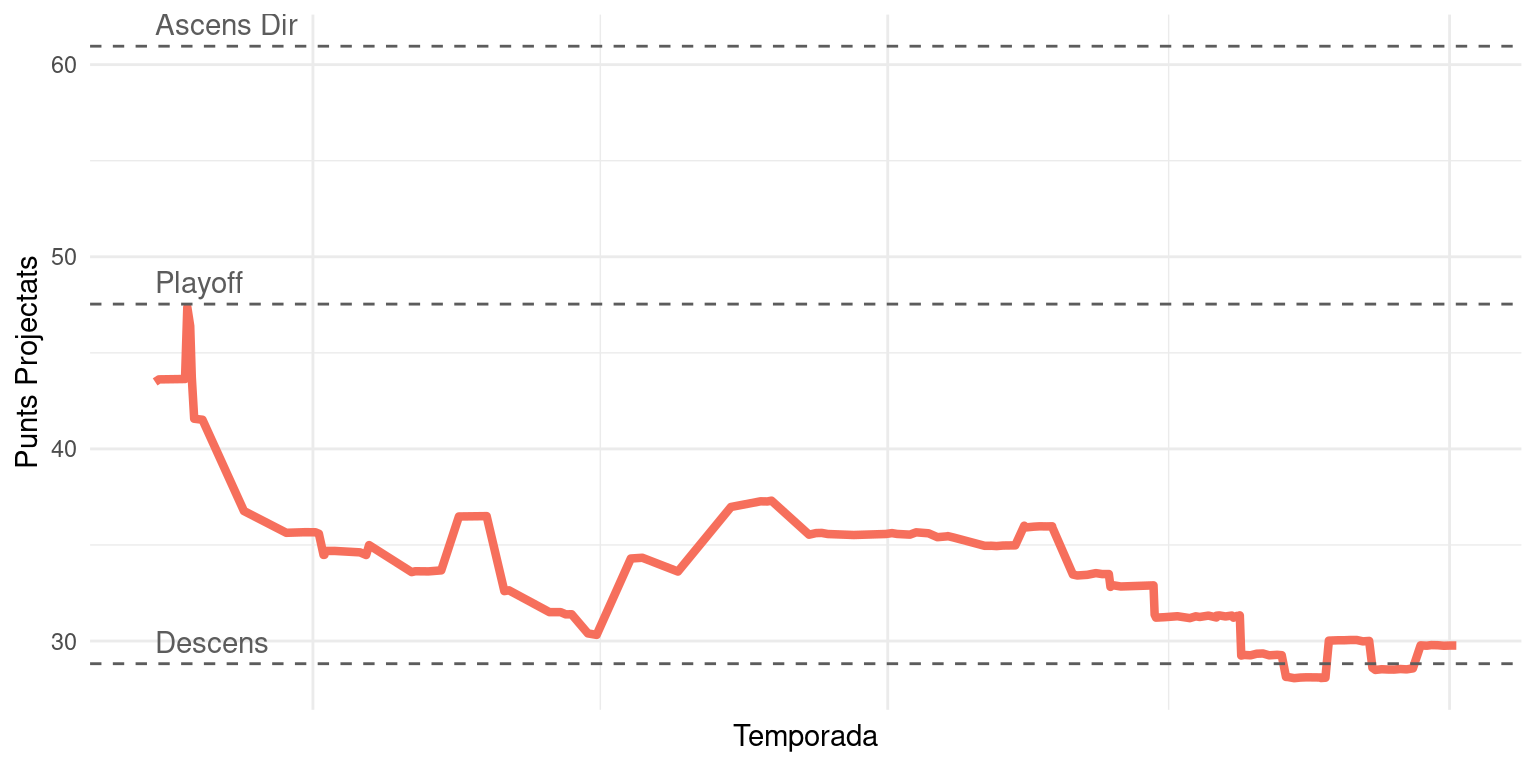 Ascens Dir
60
50
Playoff
40
30
Descens
Punts Projectats
Temporada